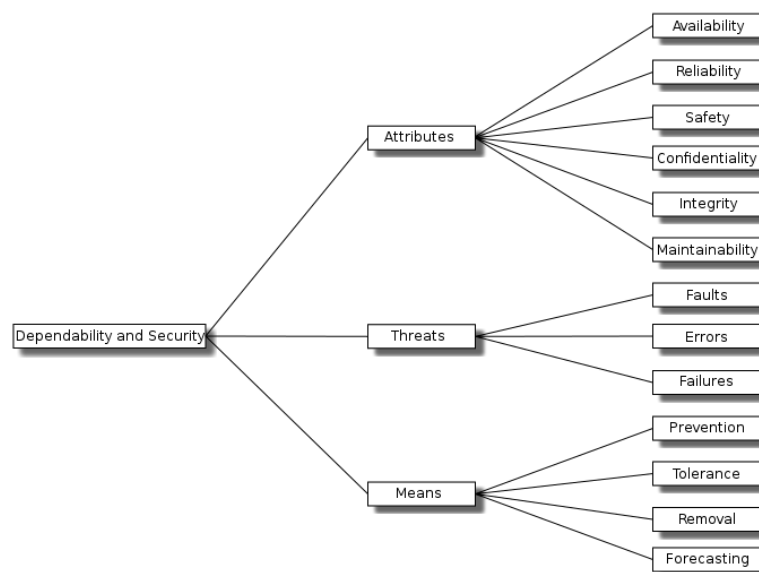 Availability
Reliability
Attributes
Safety
Confidentiality
Integrity
Maintainability
Faults
Dependability and Security
Threats
Errors
Failures
Prevention
Tolerance
Means
Removal
Forecasting